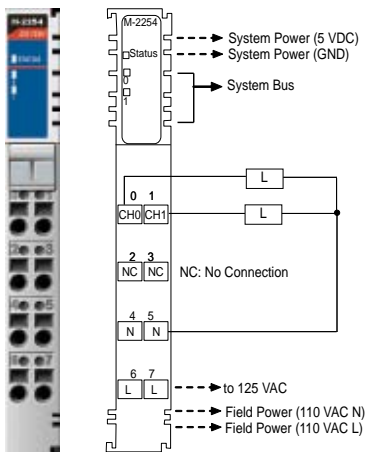 M-2254
M-2254
Status
0
1
System Power (5 VDC)
System Power (GND)
System Bus
L
0 1
CH0 CH1
L
2 3
NC NC
NC: No Connection
4 5
N N
6 7
L L
to 125 VAC
Field Power (110 VAC N)
Field Power (110 VAC L)